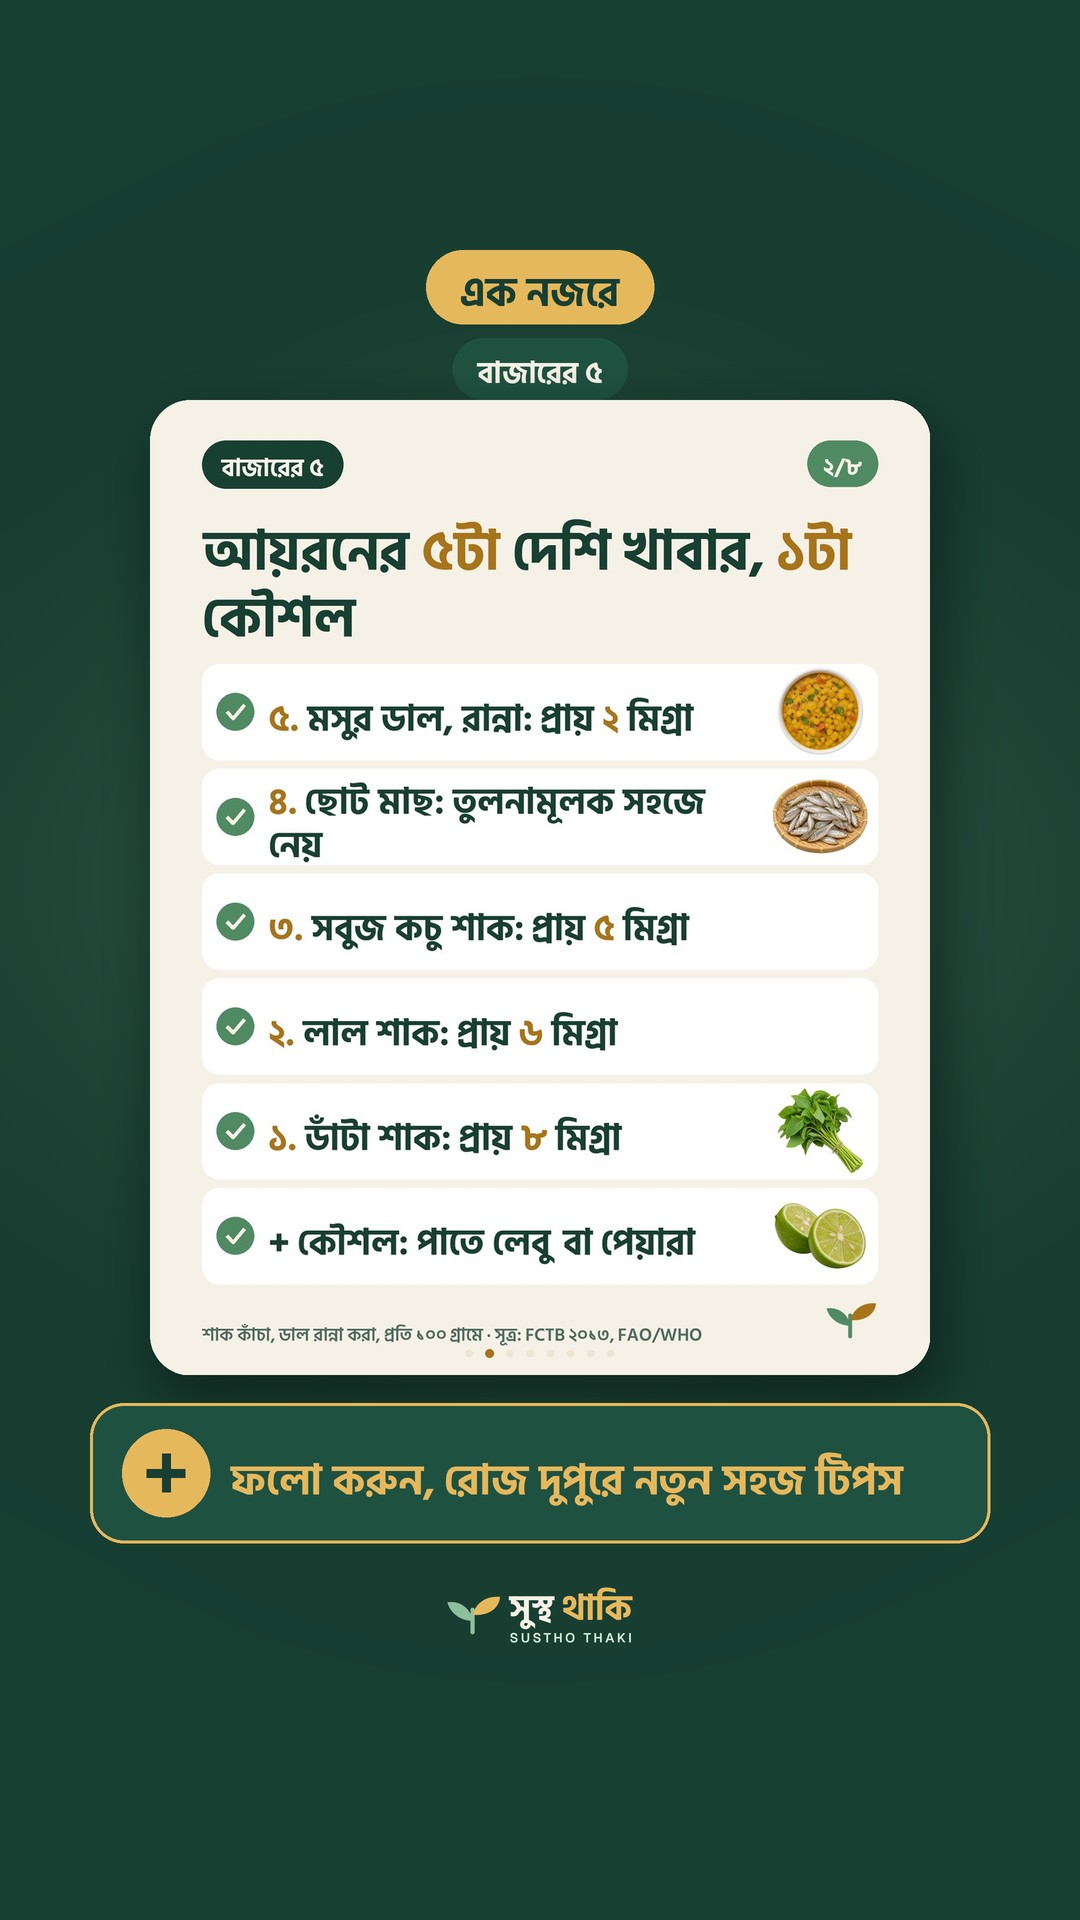 এক নজরে
বাজারের ৫
বাজারের ৫
২/৮
আয়রনের ৫টা দেশি খাবার, ১টা
কৌশল
৫. মসুর ডাল, রান্না: প্রায় ২ মিগ্রা
৪. ছোট মাছ: তুলনামূলক সহজে
নেয়
৩. সবুজ কচু শাক: প্রায় ৫ মিগ্রা
২. লাল শাক: প্রায় ৬ মিগ্রা
১. ডাঁটা শাক: প্রায় ৮ মিগ্রা
+ কৌশল: পাতে লেবু বা পেয়ারা
শাক কাঁচা, ডাল রান্না করা, প্রতি ১০০ গ্রামে · সূত্র: FCTB ২০১৩, FAO/WHO
+ ফলো করুন, রোজ দুপুরে নতুন সহজ টিপস
সুস্থ থাকি
SUSTHO THAKI